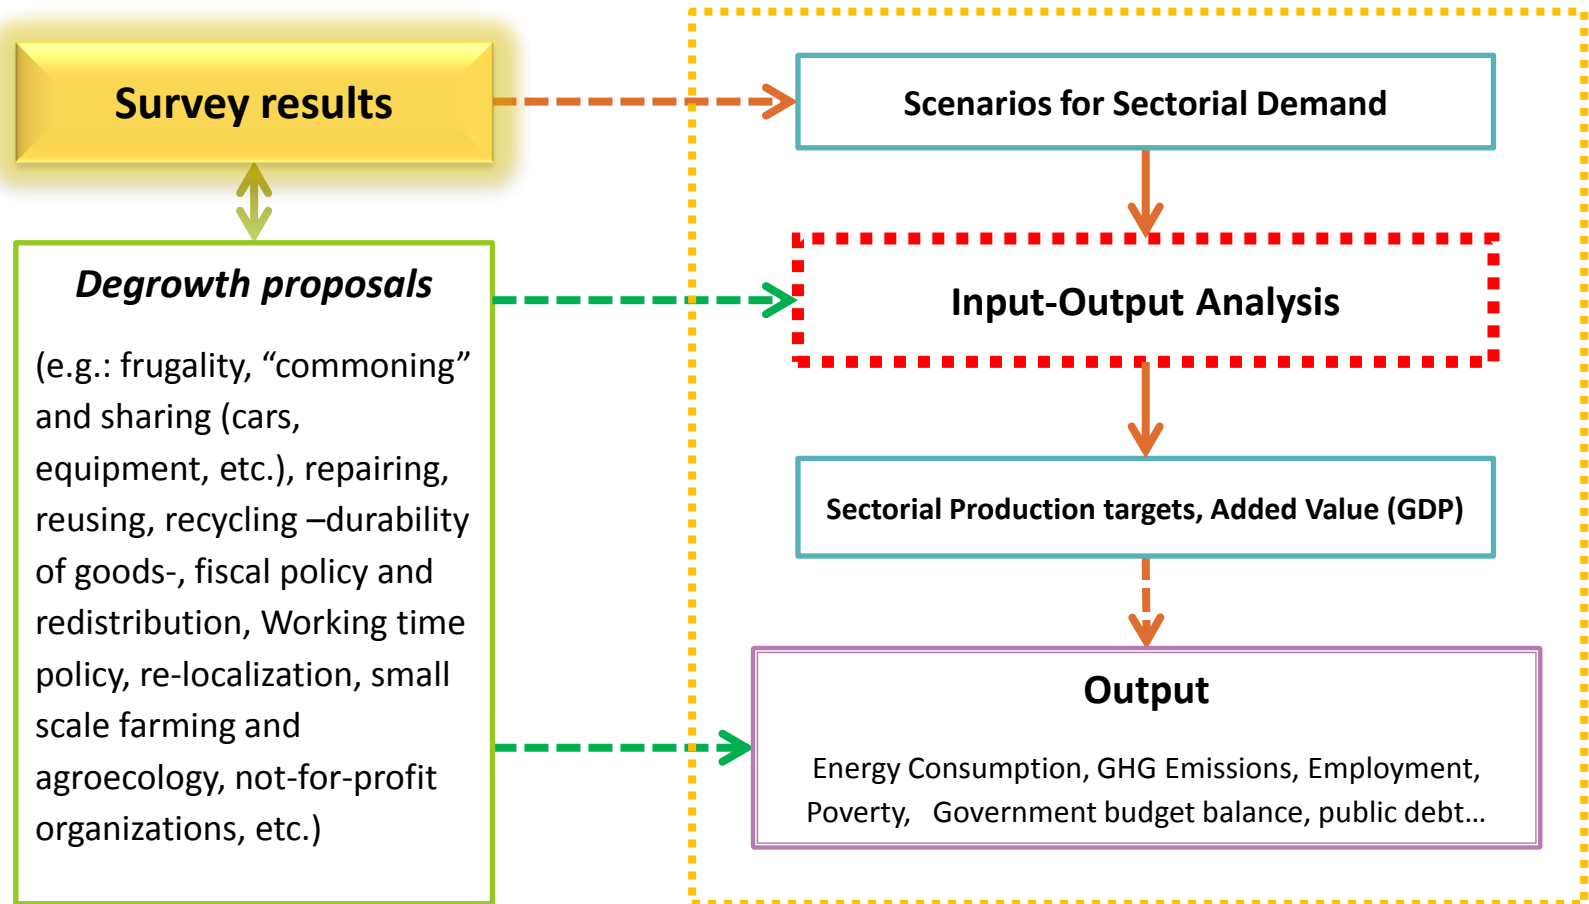 Survey results
Degrowth proposals
(e.g.: frugality, “commoning”
and sharing (cars,
equipment, etc.), repairing,
reusing, recycling –durability
of goods-, fiscal policy and
redistribution, Working time
policy, re-localization, small
scale farming and
agroecology, not-for-profit
organizations, etc.)
Scenarios for Sectorial Demand
Input-Output Analysis
Sectorial Production targets, Added Value (GDP)
Output
Energy Consumption, GHG Emissions, Employment,
Poverty, Government budget balance, public debt…